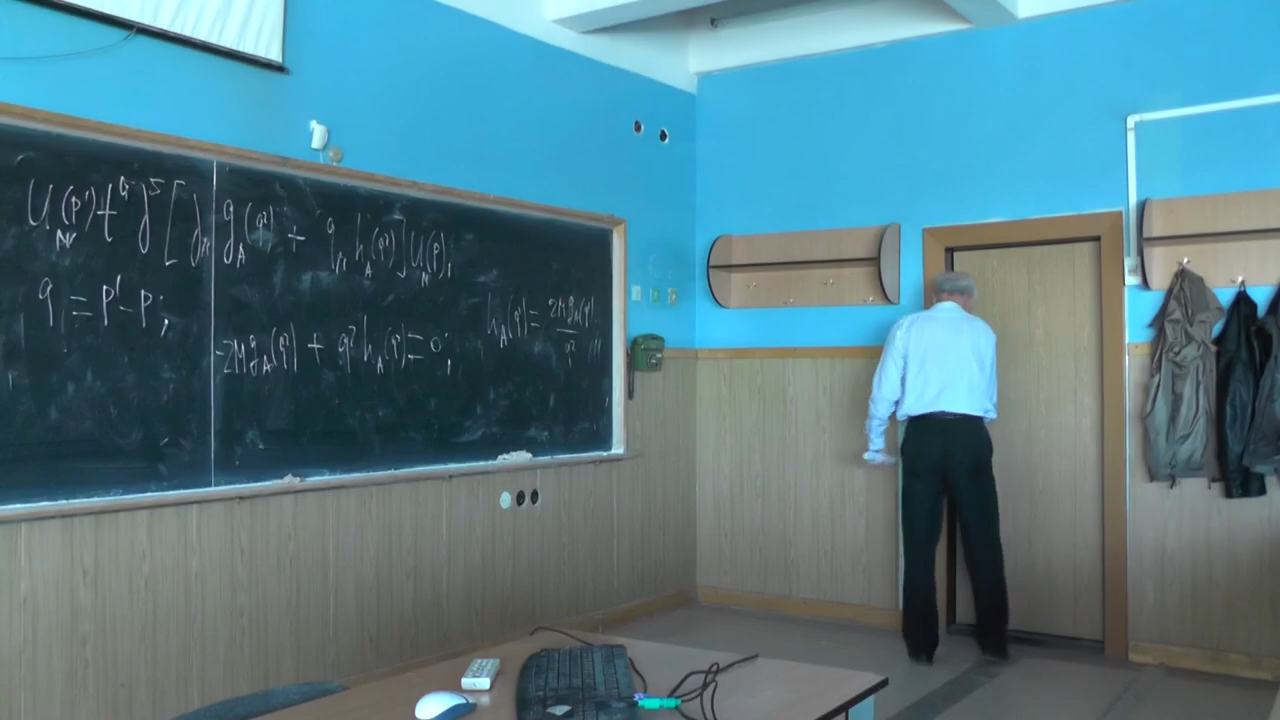 U_N(p') t^a γ^5 [ γ_μ g_A(q²) + q_μ h_A(q²) ] U_N(p);
q = p' - p;
-2M g_A(q²) + q² h_A(q²) = 0;
h_A(q²) = 2M g_A(q²) / q²